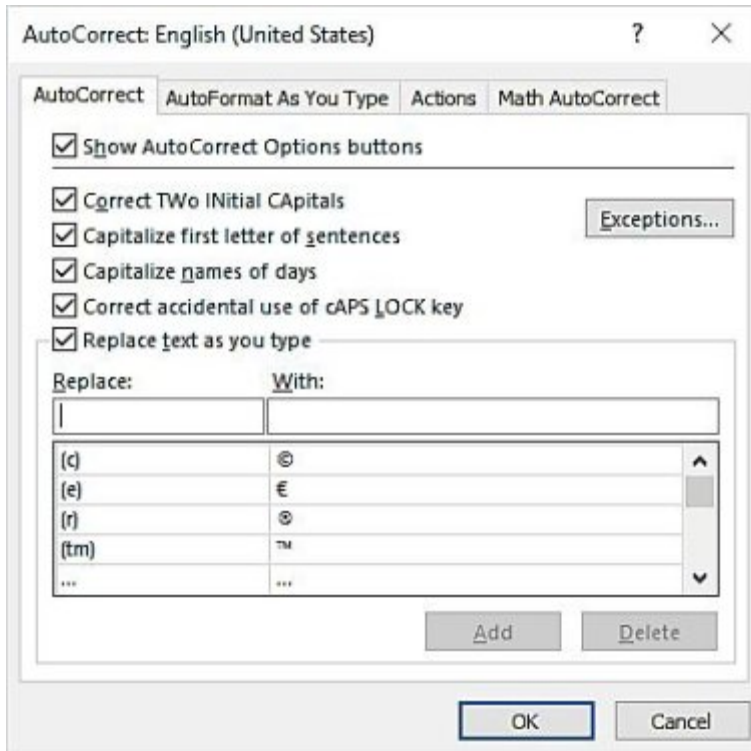 AutoCorrect: English (United States) ?
AutoCorrect AutoFormat As You Type Actions Math AutoCorrect
Show AutoCorrect Options buttons
Correct TWo INitial CApitals
Exceptions...
Capitalize first letter of sentences
Capitalize names of days
Correct accidental use of cAPS LOCK key
Replace text as you type
Replace: With:
(c) ©
(e) €
(r) ®
(tm) ™
... ...
Add Delete
OK Cancel